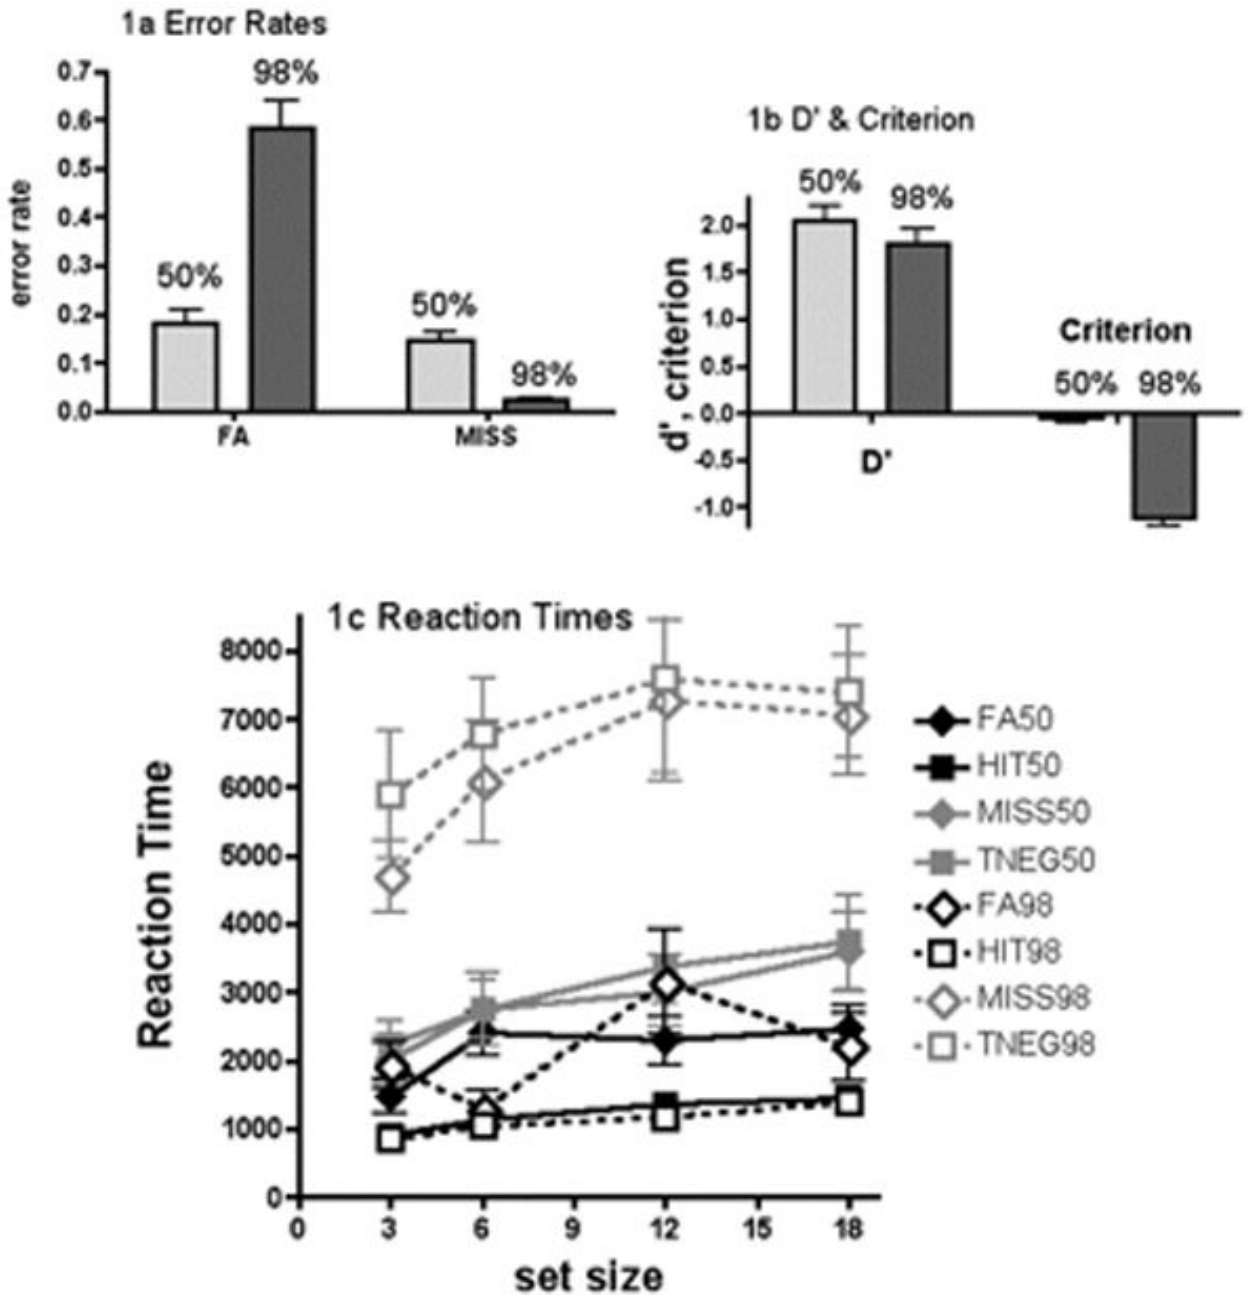 1a Error Rates
0.7
98%
0.6
0.5
0.4
0.3
50%
0.2
50%
0.1
98%
0.0
FA
MISS
error rate
1b D' & Criterion
50%
98%
2.0
1.5
1.0
Criterion
0.5
50% 98%
0.0
-0.5
D'
-1.0
d', criterion
1c Reaction Times
8000
7000
6000
5000
4000
3000
2000
1000
0
0 3 6 9 12 15 18
Reaction Time
set size
FA50
HIT50
MISS50
TNEG50
FA98
HIT98
MISS98
TNEG98